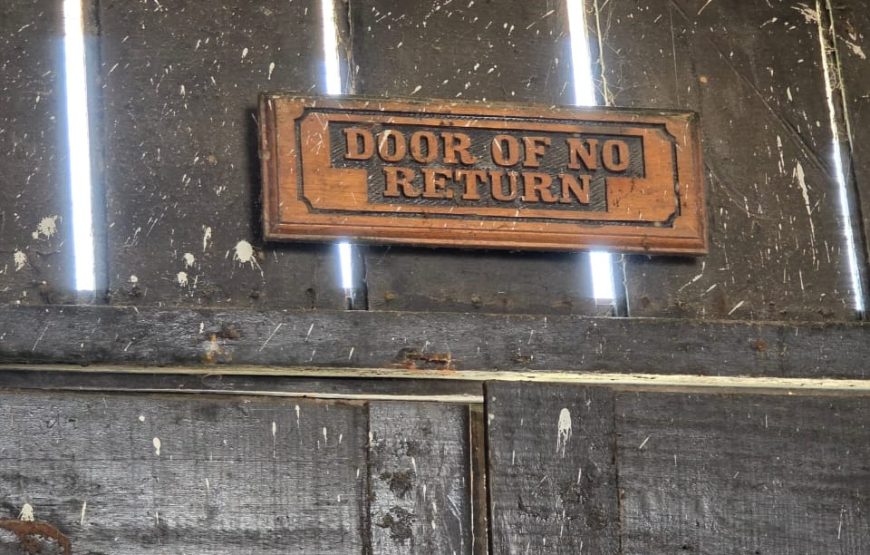 DOOR OF NO
RETURN